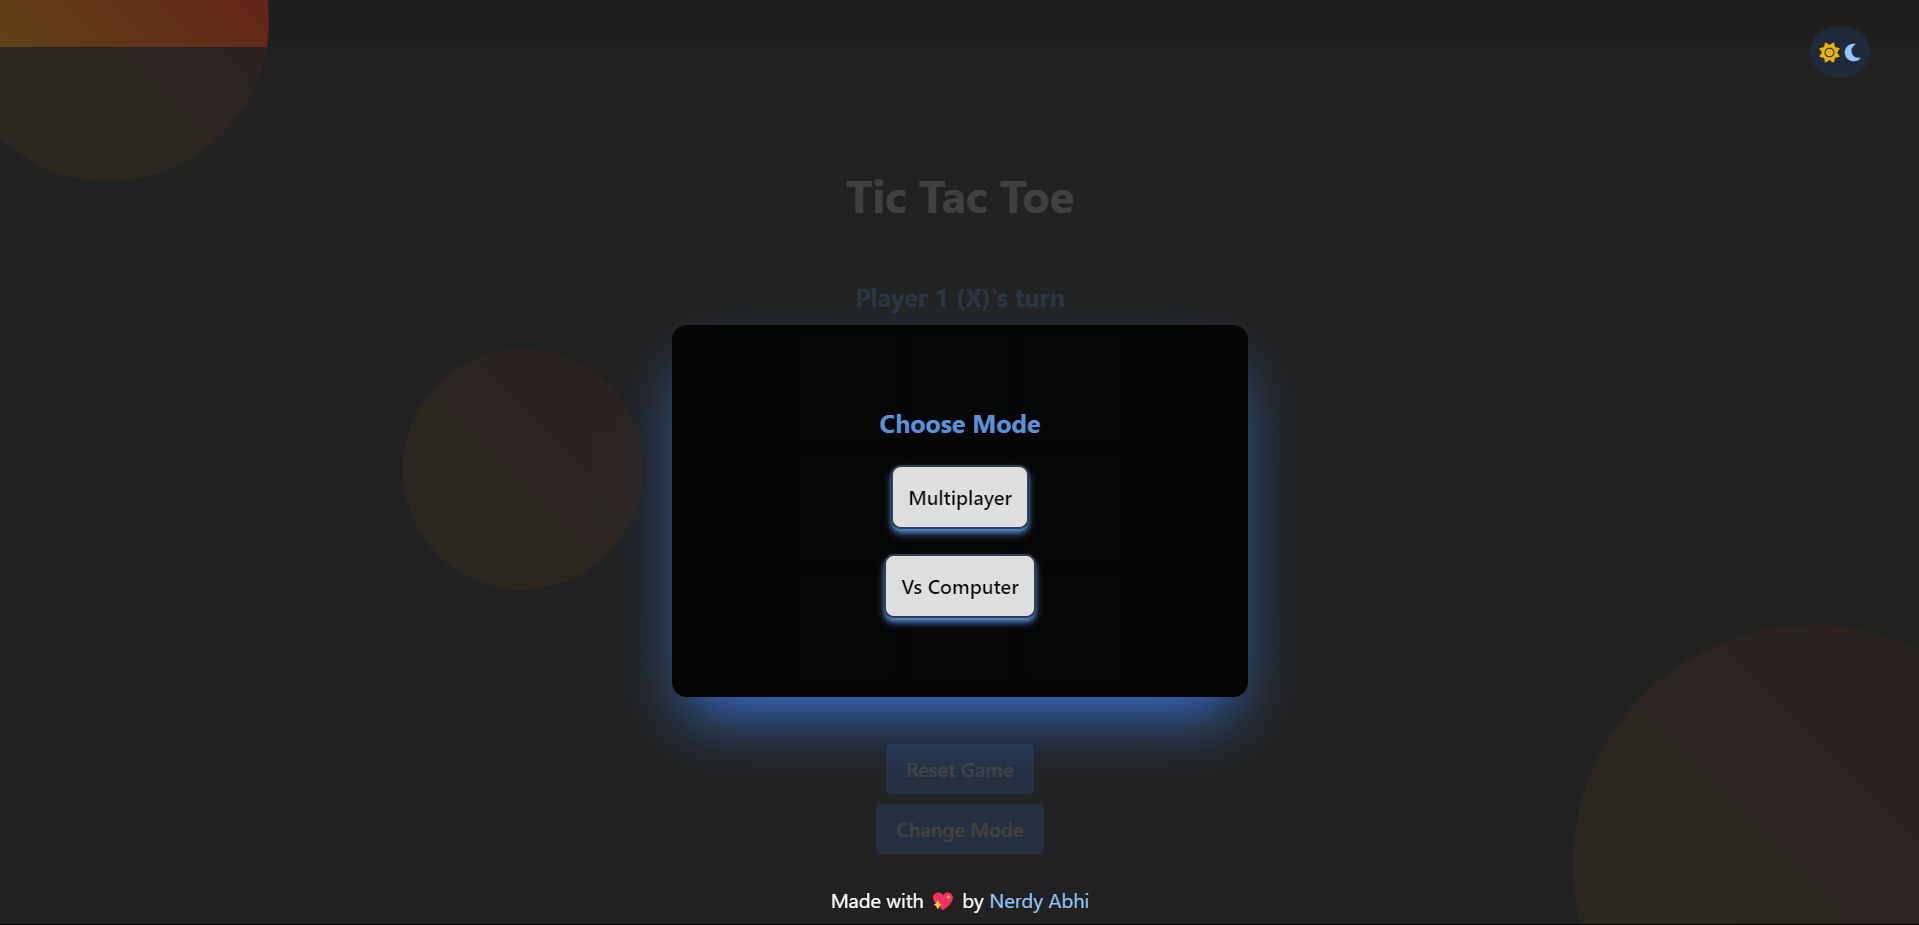 Tic Tac Toe
Player 1 (X)'s turn
Choose Mode
Multiplayer
Vs Computer
Reset Game
Change Mode
Made with 💖 by Nerdy Abhi